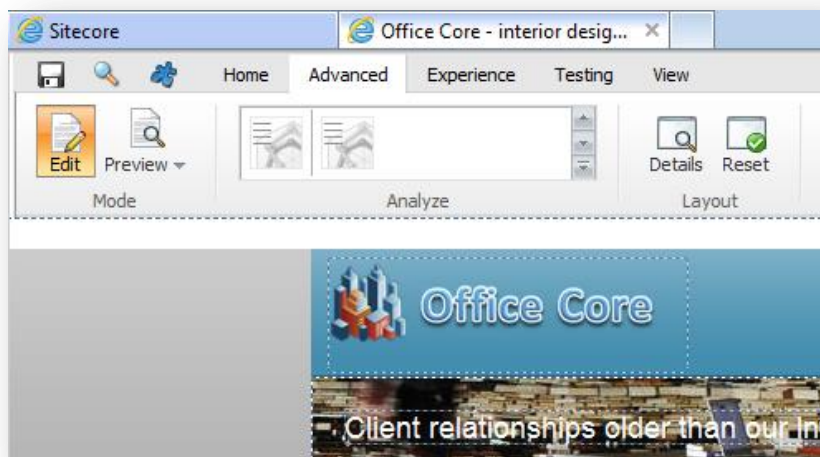 Sitecore
Office Core - interior desig...
Home Advanced Experience Testing View
Edit Preview Details Reset
Mode Analyze Layout
Office Core
Client relationships older than our In